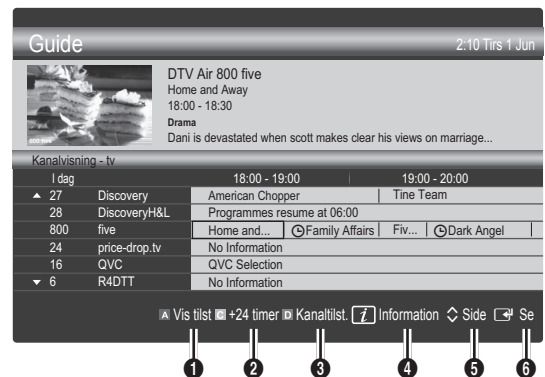 Guide
2:10 Tirs 1 Jun
DTV Air 800 five
Home and Away
18:00 - 18:30
Drama
Dani is devastated when scott makes clear his views on marriage...
800 five
Kanalvisning - tv
I dag 18:00 - 19:00 19:00 - 20:00
▲ 27 Discovery American Chopper Tine Team
28 DiscoveryH&L Programmes resume at 06:00
800 five Home and... Family Affairs Fiv... Dark Angel
24 price-drop.tv No Information
16 QVC QVC Selection
▼ 6 R4DTT No Information
A Vis tilst C +24 timer D Kanaltilst. i Information Side Se
1 2 3 4 5 6